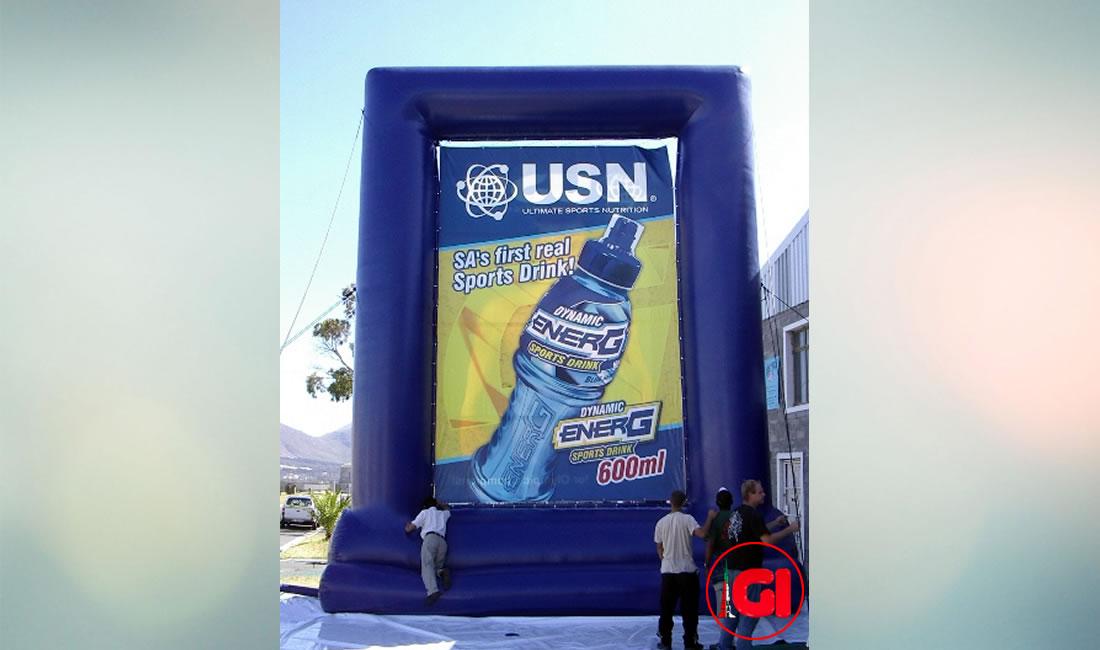 USN®
ULTIMATE SPORTS NUTRITION
SA's first real
Sports Drink!
DYNAMIC
ENERG
SPORTS DRINK
ENERG
DYNAMIC
ENERG
SPORTS DRINK
600ml
GI